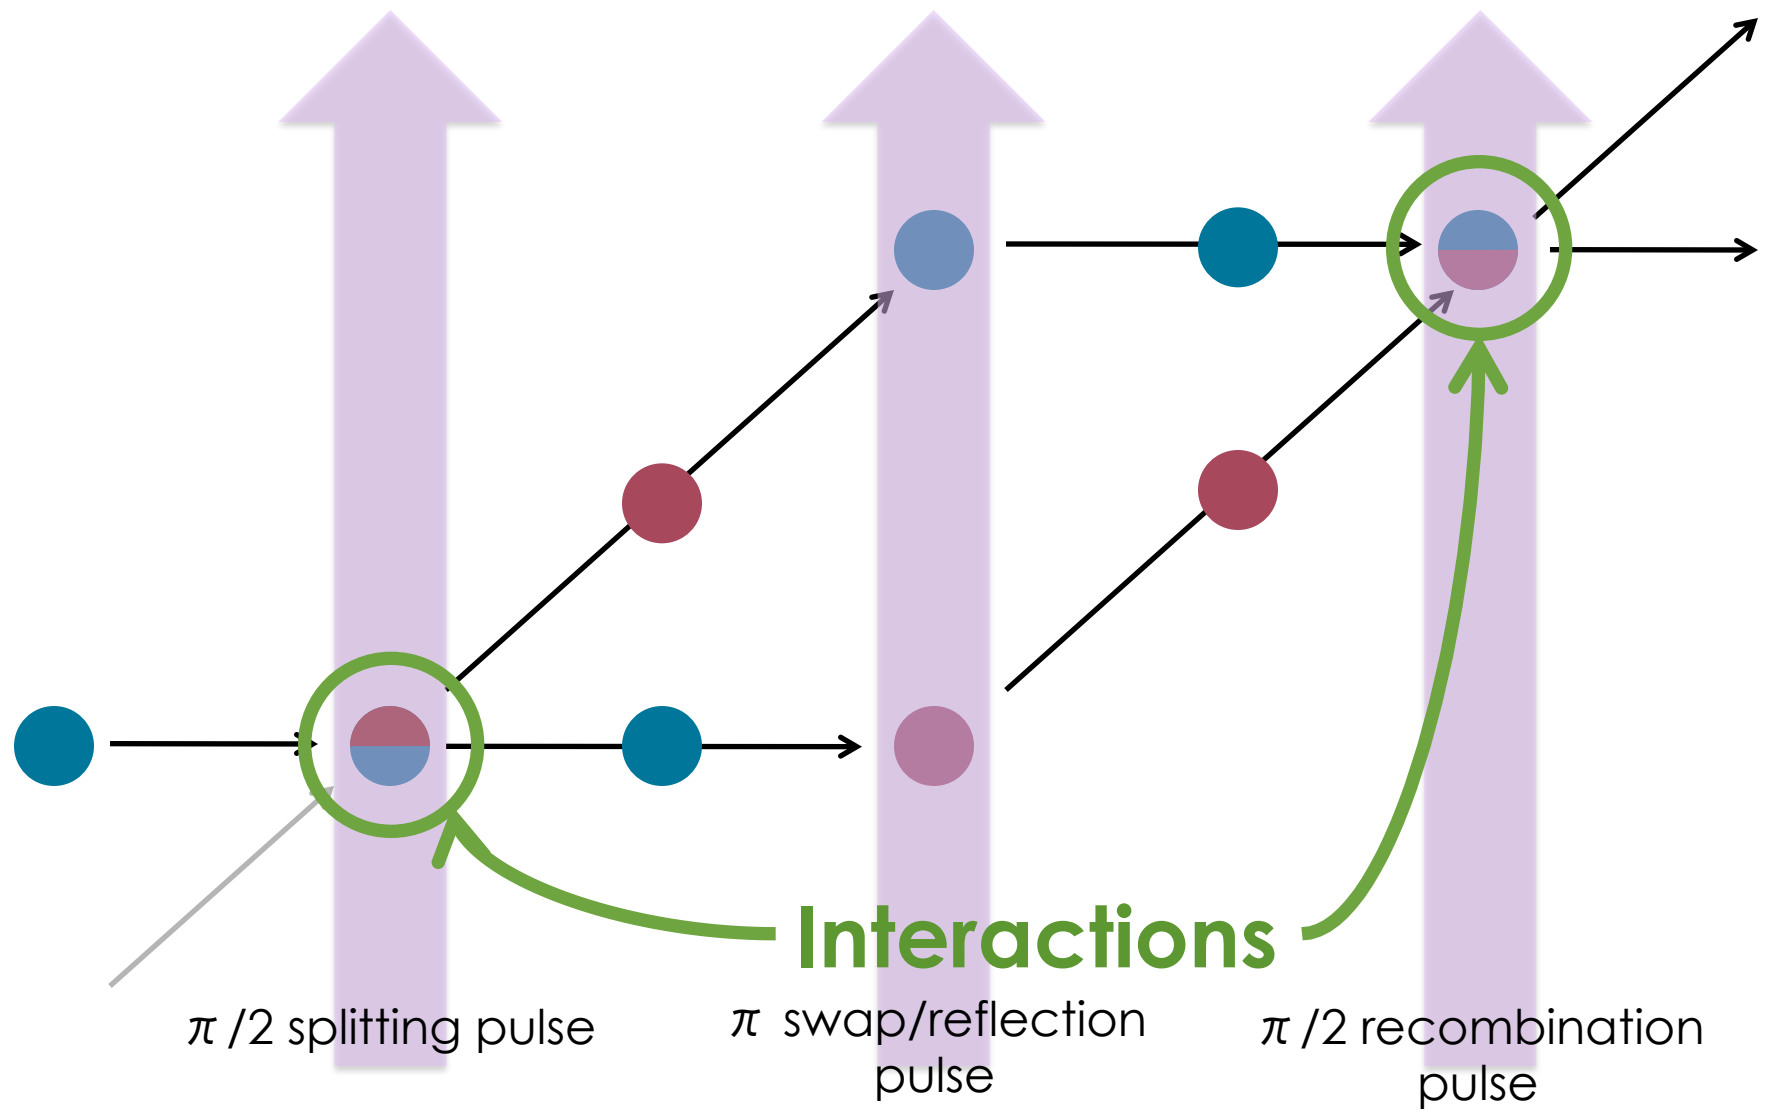 Interactions
π /2 splitting pulse
π swap/reflection
pulse
π /2 recombination
pulse